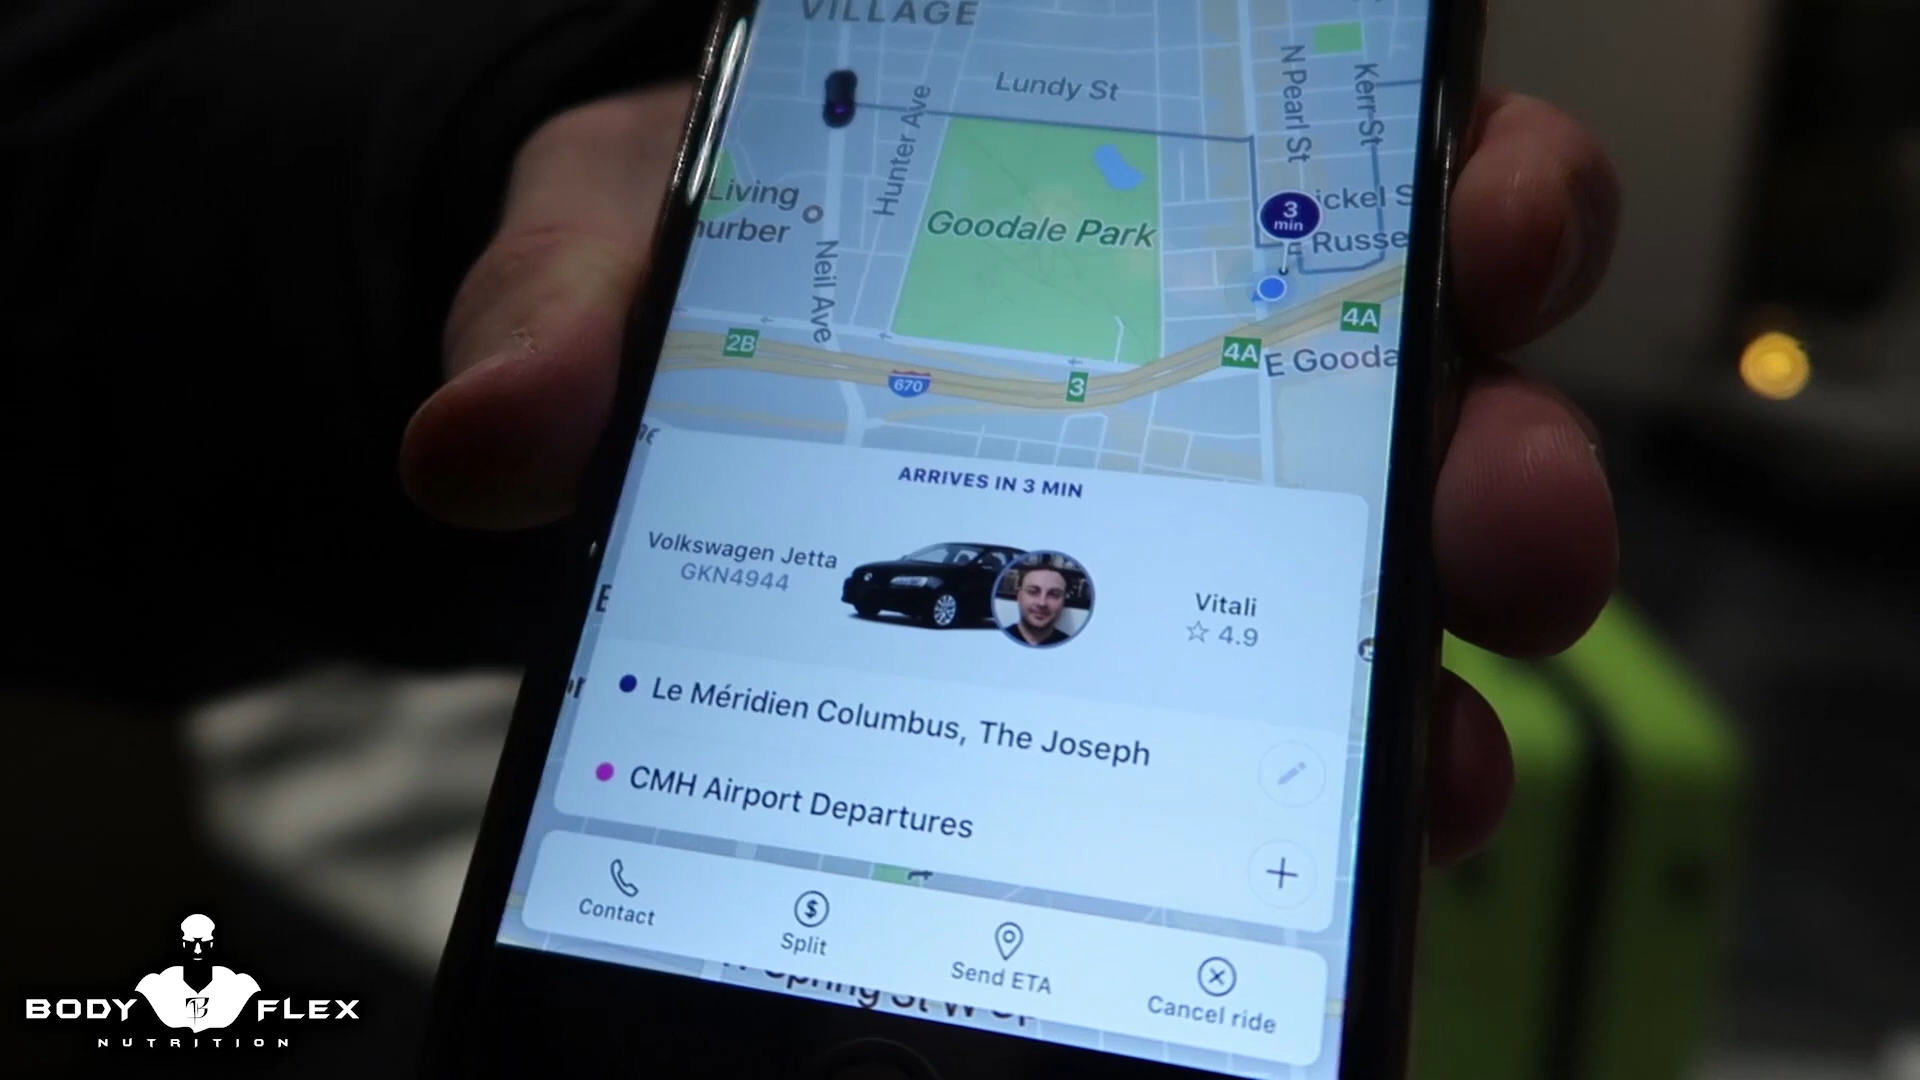 VILLAGE
Lundy St
Hunter Ave
N Pearl St
Kerr St
Living
Goodale Park
3
min
Neil Ave
2B
670
3
4A
4A
E Gooda
ARRIVES IN 3 MIN
Volkswagen Jetta
GKN4944
Vitali
4.9
Le Méridien Columbus, The Joseph
CMH Airport Departures
Contact
Split
Send ETA
Cancel ride
BODY FLEX
NUTRITION